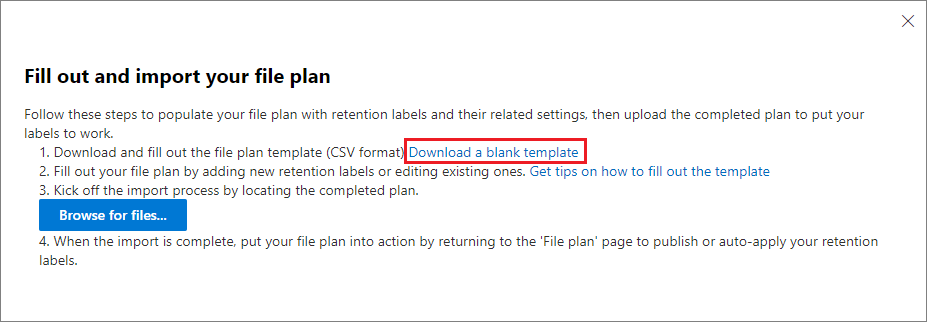 Fill out and import your file plan
Follow these steps to populate your file plan with retention labels and their related settings, then upload the completed plan to put your
labels to work.
1. Download and fill out the file plan template (CSV format) Download a blank template
2. Fill out your file plan by adding new retention labels or editing existing ones. Get tips on how to fill out the template
3. Kick off the import process by locating the completed plan.
Browse for files...
4. When the import is complete, put your file plan into action by returning to the 'File plan' page to publish or auto-apply your retention
labels.